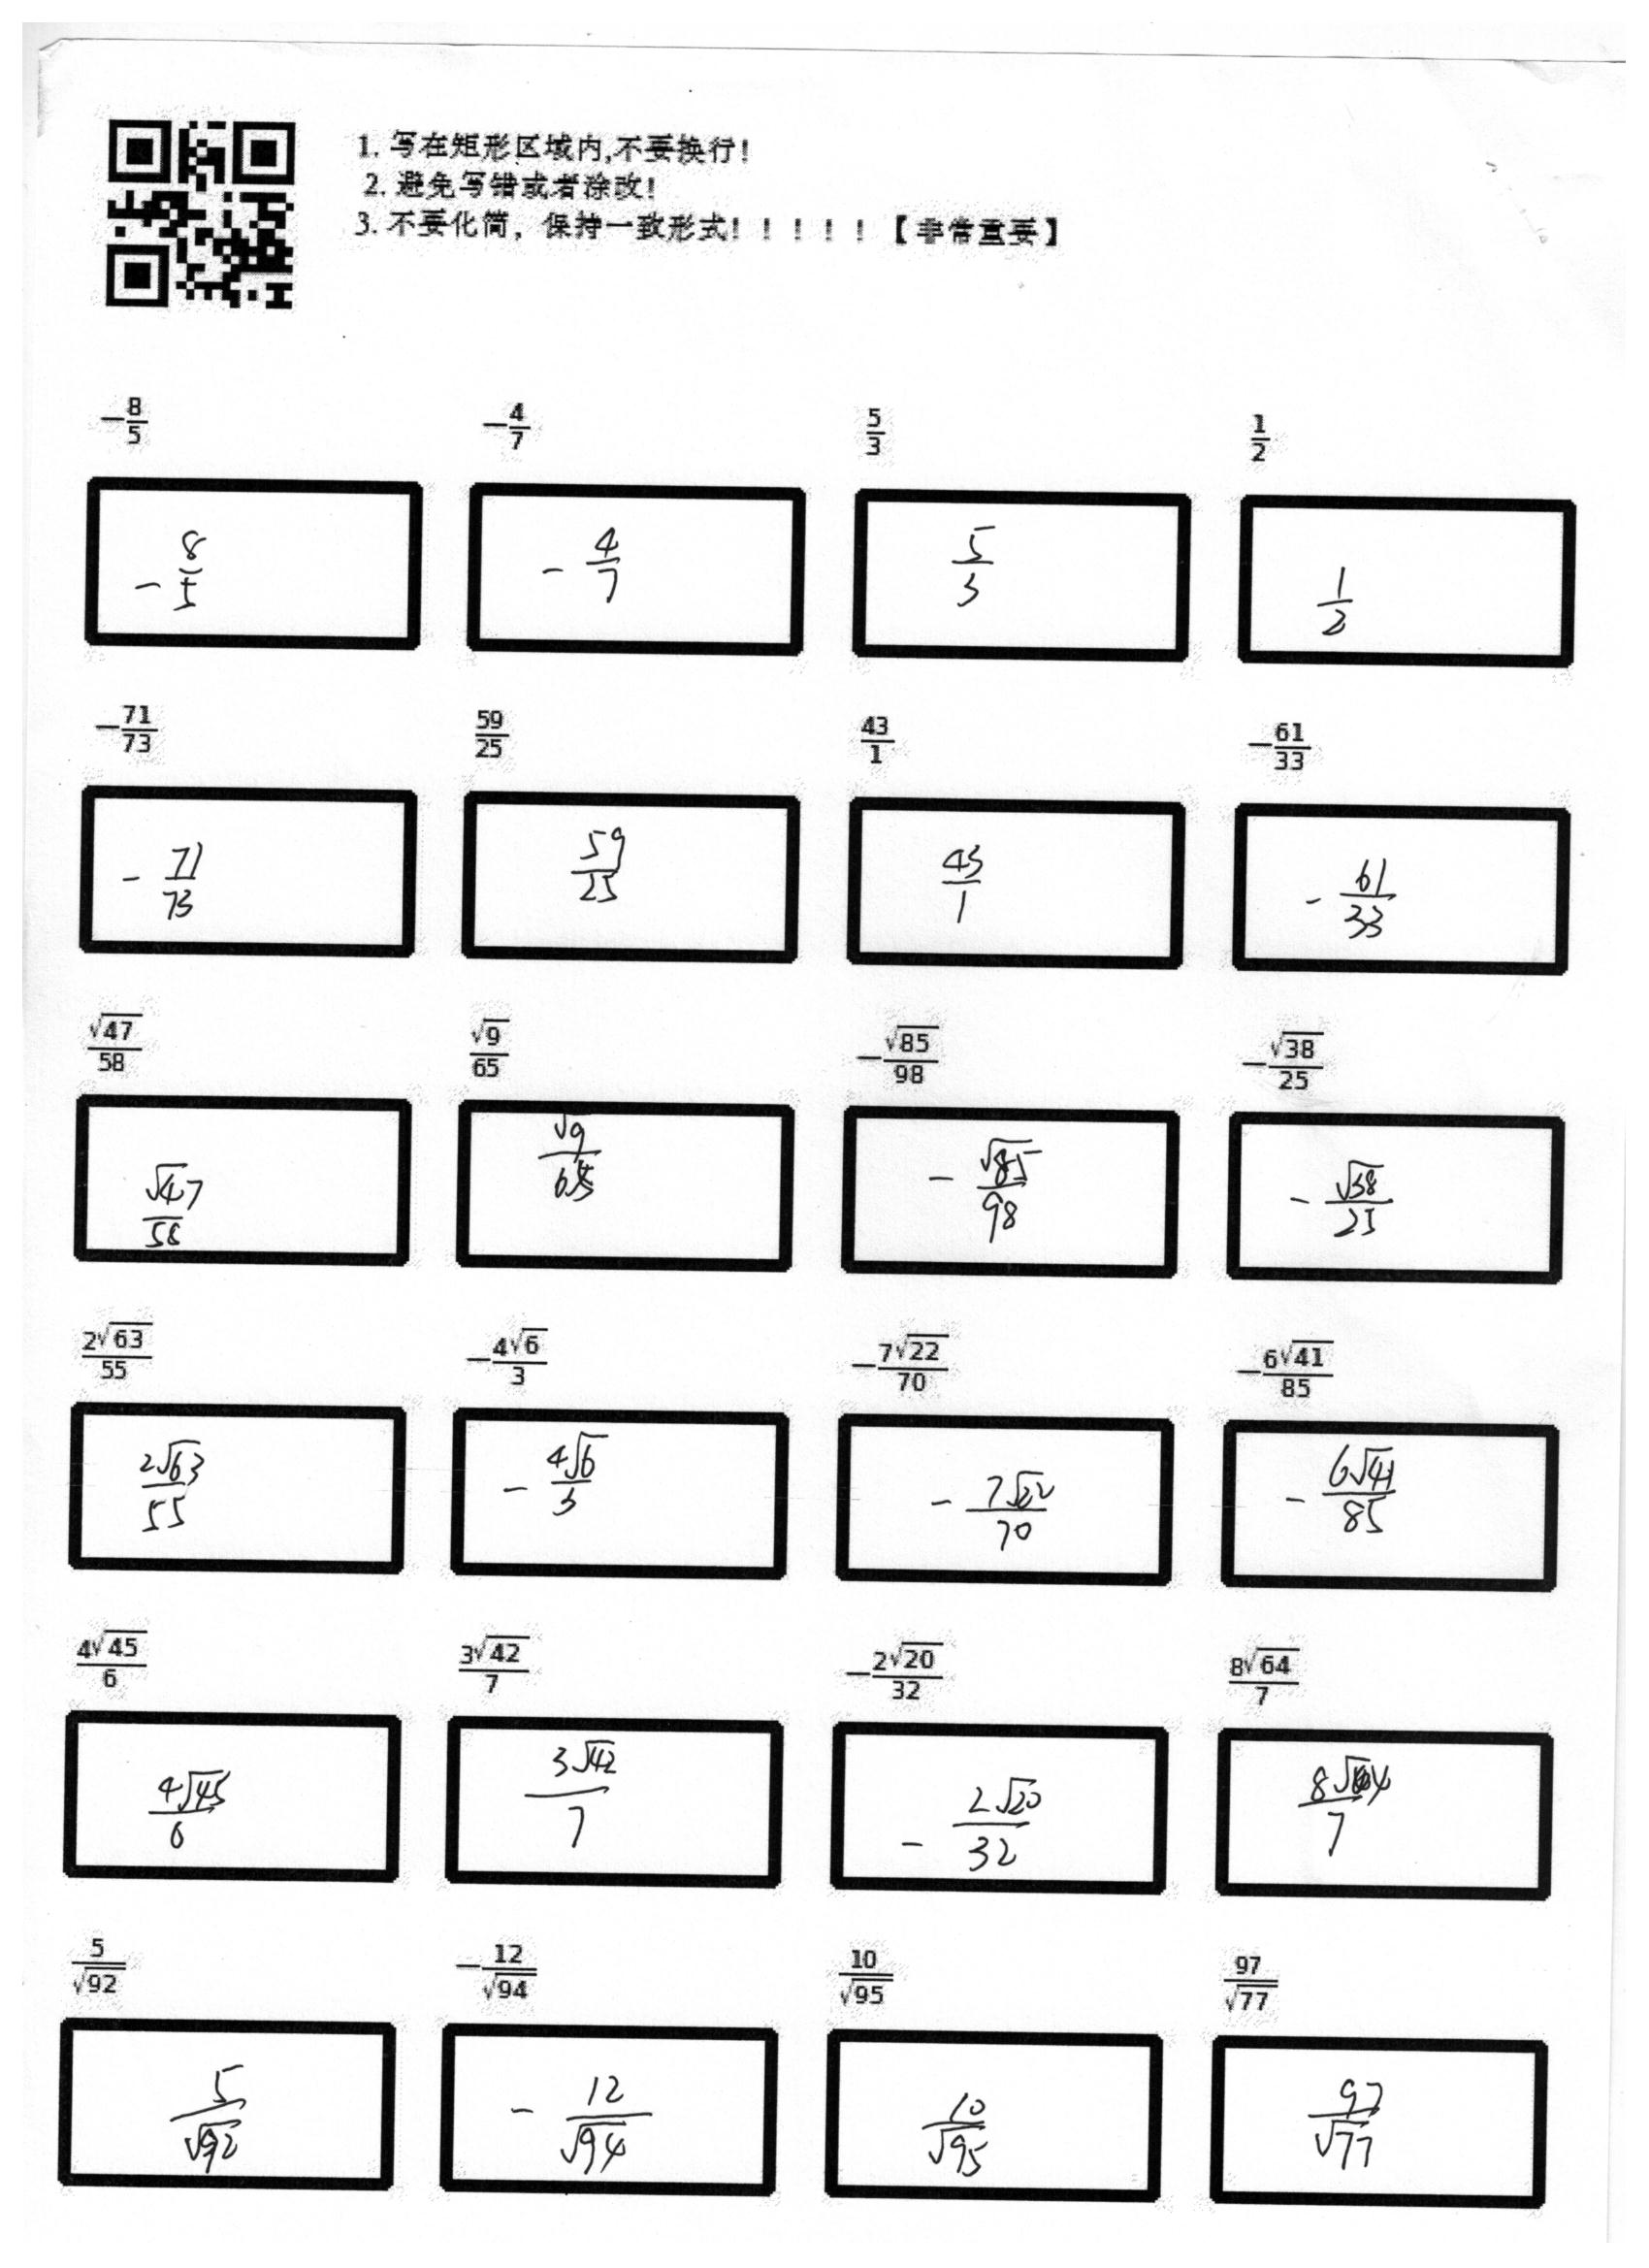 1. 写在矩形区域内,不要换行!
2. 避免写错或者涂改!
3. 不要化简，保持一致形式！！！！！【非常重要】
$-\frac{8}{5}$ $-\frac{4}{7}$ $\frac{5}{3}$ $\frac{1}{2}$
$-\frac{8}{5}$ $-\frac{4}{7}$ $\frac{5}{3}$ $\frac{1}{2}$
$-\frac{71}{73}$ $\frac{59}{25}$ $\frac{43}{1}$ $-\frac{61}{33}$
$-\frac{71}{73}$ $\frac{59}{25}$ $\frac{43}{1}$ $-\frac{61}{33}$
$\frac{\sqrt{47}}{58}$ $\frac{\sqrt{9}}{65}$ $-\frac{\sqrt{85}}{98}$ $-\frac{\sqrt{38}}{25}$
$\frac{\sqrt{47}}{58}$ $\frac{\sqrt{9}}{65}$ $-\frac{\sqrt{85}}{98}$ $-\frac{\sqrt{38}}{25}$
$\frac{2\sqrt{63}}{55}$ $-\frac{4\sqrt{6}}{3}$ $-\frac{7\sqrt{22}}{70}$ $-\frac{6\sqrt{41}}{85}$
$\frac{2\sqrt{63}}{55}$ $-\frac{4\sqrt{6}}{3}$ $-\frac{7\sqrt{22}}{70}$ $-\frac{6\sqrt{41}}{85}$
$\frac{4\sqrt{45}}{6}$ $\frac{3\sqrt{42}}{7}$ $-\frac{2\sqrt{20}}{32}$ $\frac{8\sqrt{64}}{7}$
$\frac{4\sqrt{45}}{6}$ $\frac{3\sqrt{42}}{7}$ $-\frac{2\sqrt{20}}{32}$ $\frac{8\sqrt{64}}{7}$
$\frac{5}{\sqrt{92}}$ $-\frac{12}{\sqrt{94}}$ $\frac{10}{\sqrt{95}}$ $\frac{97}{\sqrt{77}}$
$\frac{5}{\sqrt{92}}$ $-\frac{12}{\sqrt{94}}$ $\frac{10}{\sqrt{95}}$ $\frac{97}{\sqrt{77}}$